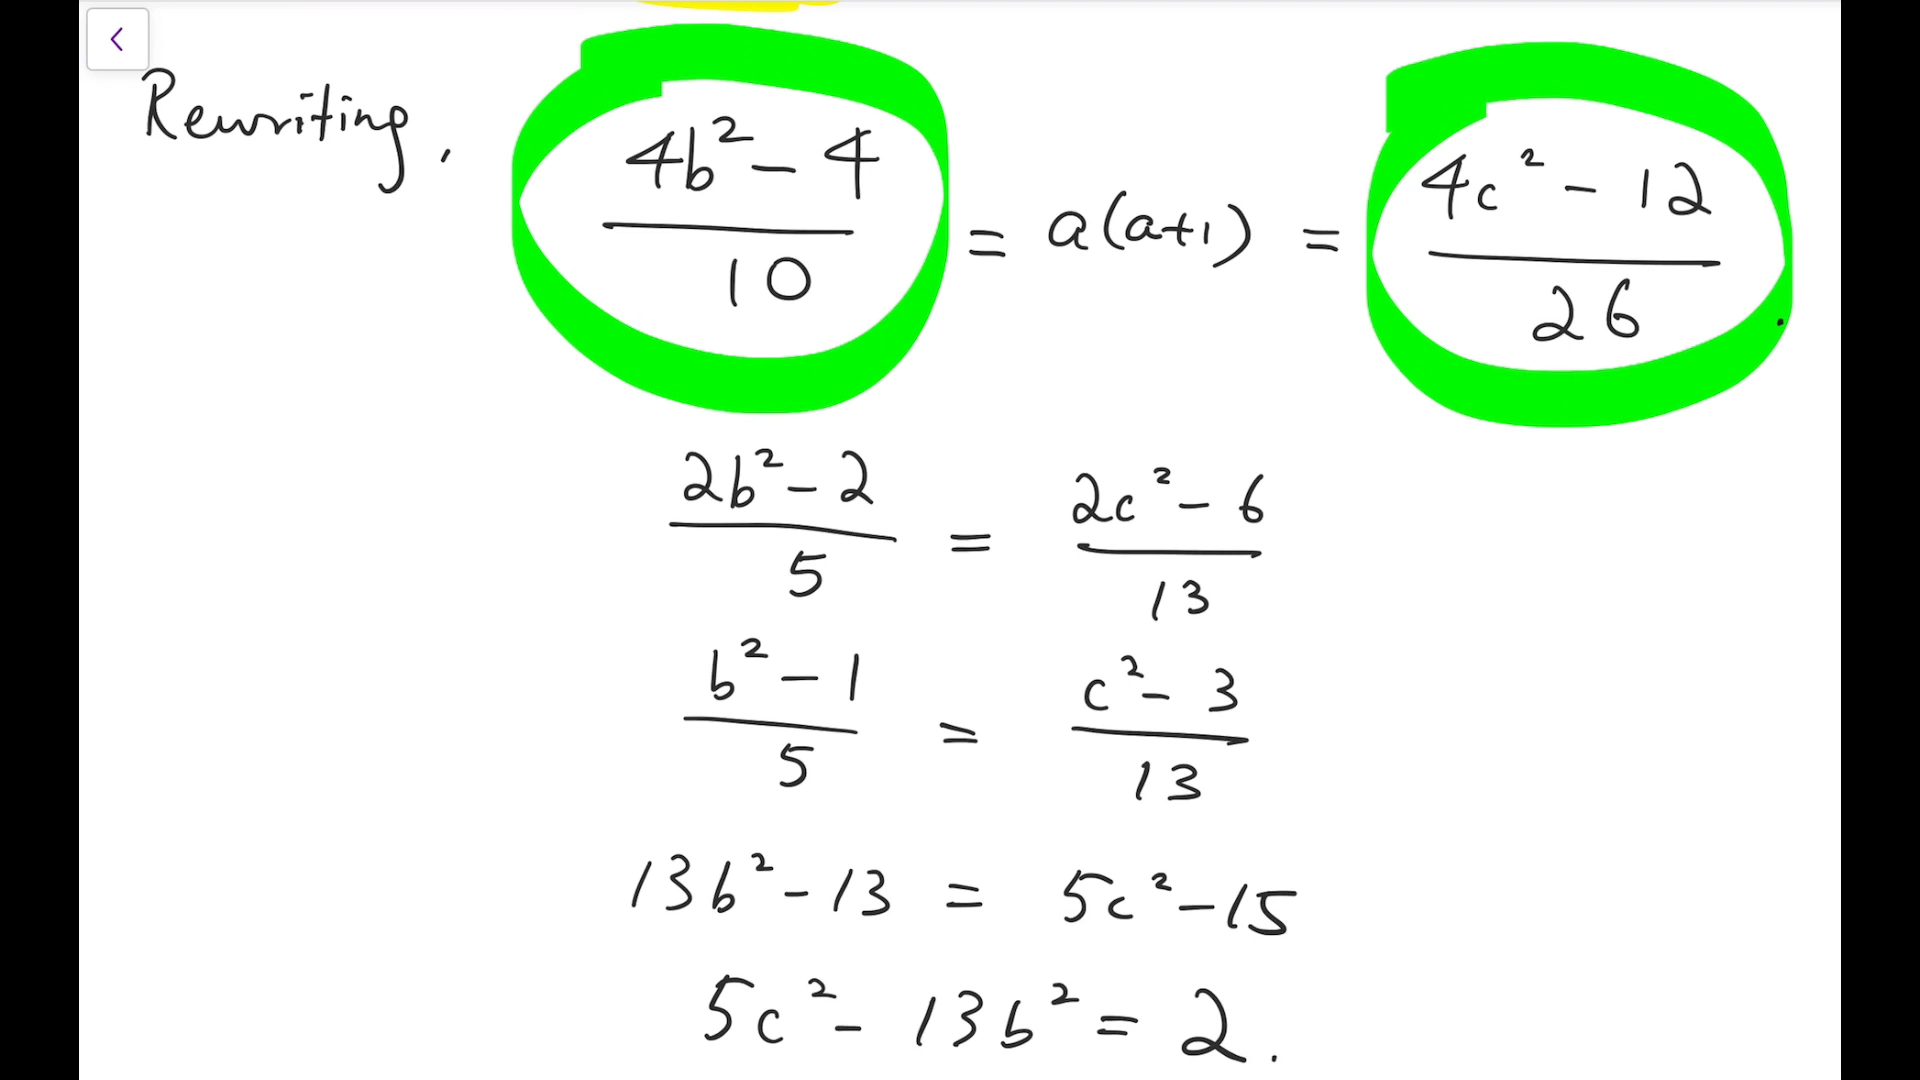 Rewriting, (4b² - 4)/10 = a(a+1) = (4c² - 12)/26.
(2b² - 2)/5 = (2c² - 6)/13
(b² - 1)/5 = (c² - 3)/13
13b² - 13 = 5c² - 15
5c² - 13b² = 2.